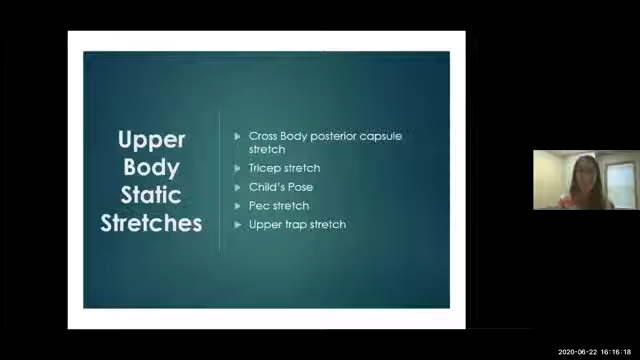 Upper
Body
Static
Stretches
Cross Body posterior capsule
stretch
Tricep stretch
Child's Pose
Pec stretch
Upper trap stretch
2020-06-22 16:16:18